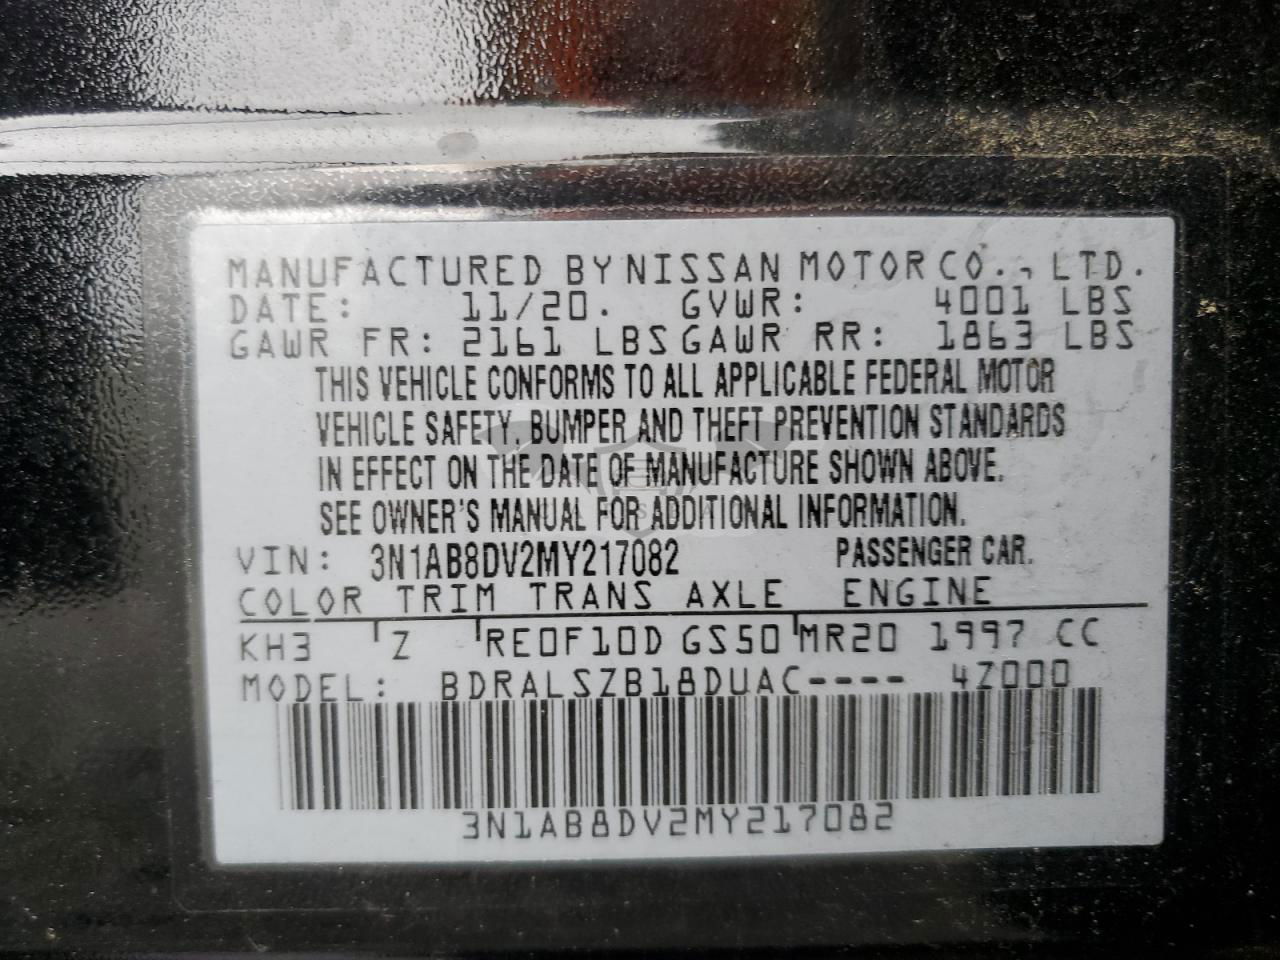 MANUFACTURED BY NISSAN MOTOR CO., LTD.
DATE: 11/20. GVWR: 4001 LBS
GAWR FR: 2161 LBS GAWR RR: 1863 LBS
THIS VEHICLE CONFORMS TO ALL APPLICABLE FEDERAL MOTOR
VEHICLE SAFETY, BUMPER AND THEFT PREVENTION STANDARDS
IN EFFECT ON THE DATE OF MANUFACTURE SHOWN ABOVE.
SEE OWNER'S MANUAL FOR ADDITIONAL INFORMATION.
VIN: 3N1AB8DV2MY217082 PASSENGER CAR.
COLOR TRIM TRANS AXLE ENGINE
KH3 Z RE0F10D GS50 MR20 1997 CC
MODEL: BDRALSZB18DUAC---- 4Z000
3N1AB8DV2MY217082